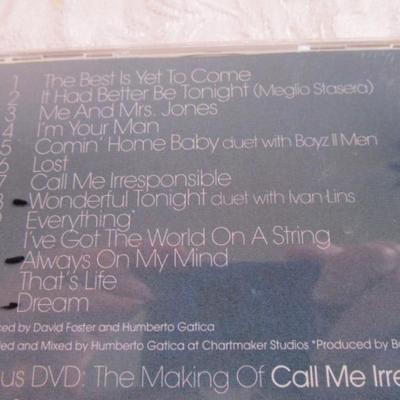 1 The Best Is Yet To Come
2 It Had Better Be Tonight (Meglio Stasera)
3 Me And Mrs. Jones
4 I'm Your Man
5 Comin' Home Baby duet with Boyz II Men
6 Lost
7 Call Me Irresponsible
8 Wonderful Tonight duet with Ivan Lins
9 Everything*
I've Got The World On A String
Always On My Mind
That's Life
Dream
ced by David Foster and Humberto Gatica
ed and Mixed by Humberto Gatica at Chartmaker Studios *Produced by B
us DVD: The Making Of Call Me Irre